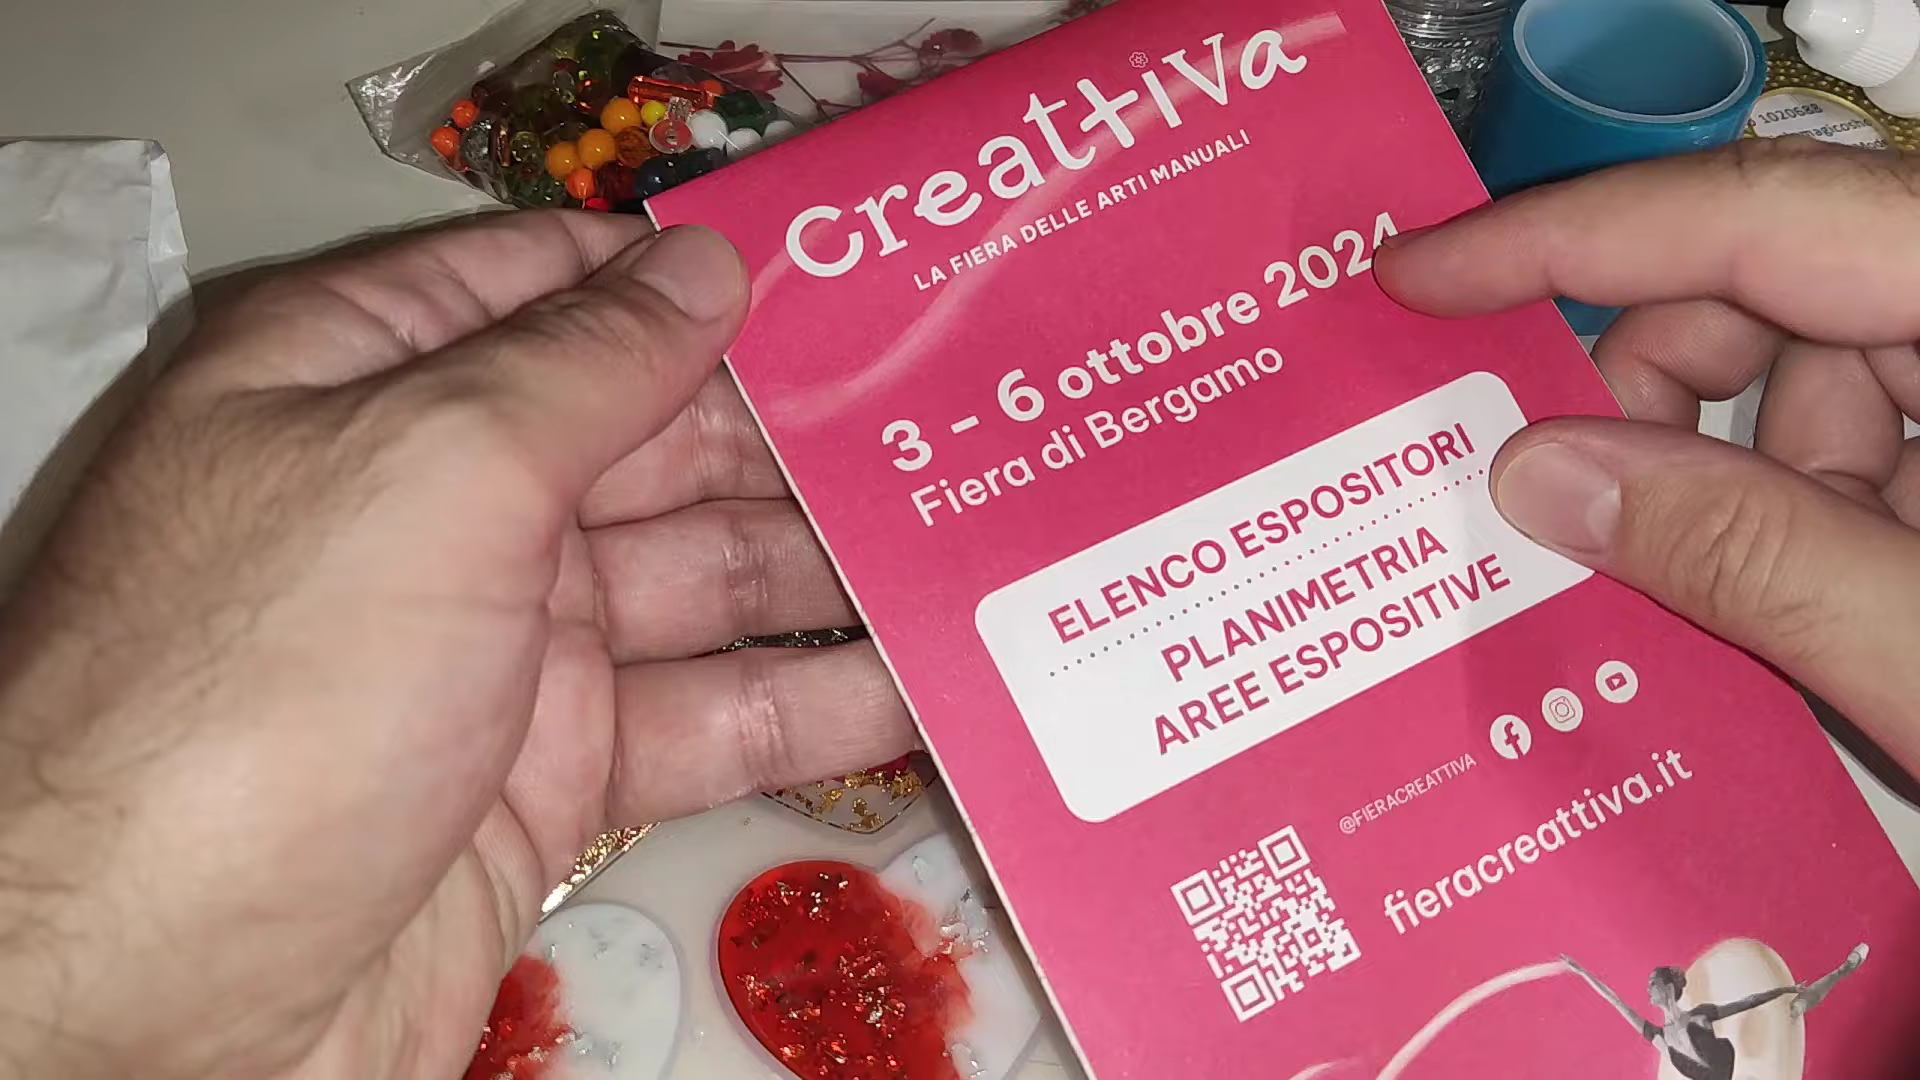 Creattiva
LA FIERA DELLE ARTI MANUALI
3 - 6 ottobre 2024
Fiera di Bergamo
ELENCO ESPOSITORI
PLANIMETRIA
AREE ESPOSITIVE
@FIERACREATTIVA
fieracreattiva.it
1020688